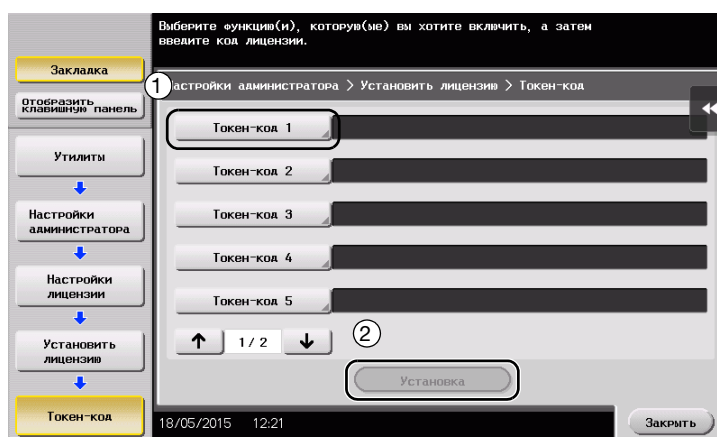 Выберите функцию(и), которую(ые) вы хотите включить, а затем
введите код лицензии.
Закладка
Отобразить
клавишную панель
Утилиты
Настройки
администратора
Настройки
лицензии
Установить
лицензию
Токен-код
1
астройки администратора > Установить лицензию > Токен-код
Токен-код 1
Токен-код 2
Токен-код 3
Токен-код 4
Токен-код 5
1/ 2
2
Установка
18/05/2015 12:21
Закрыть